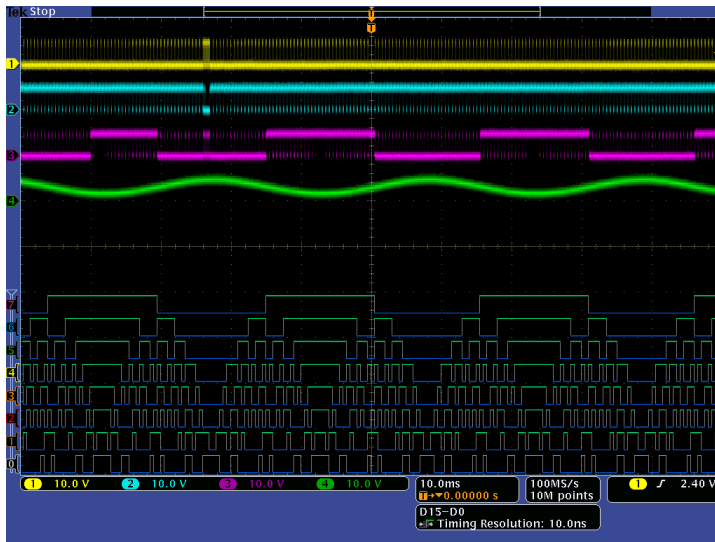 Tek Stop
T
T
1
2
3
4
7
6
5
4
3
2
1
0
1 10.0 V 2 10.0 V 3 10.0 V 4 10.0 V
10.0ms 100MS/s 1 2.40 V
T→▼0.00000 s 10M points
D15-D0
Timing Resolution: 10.0ns